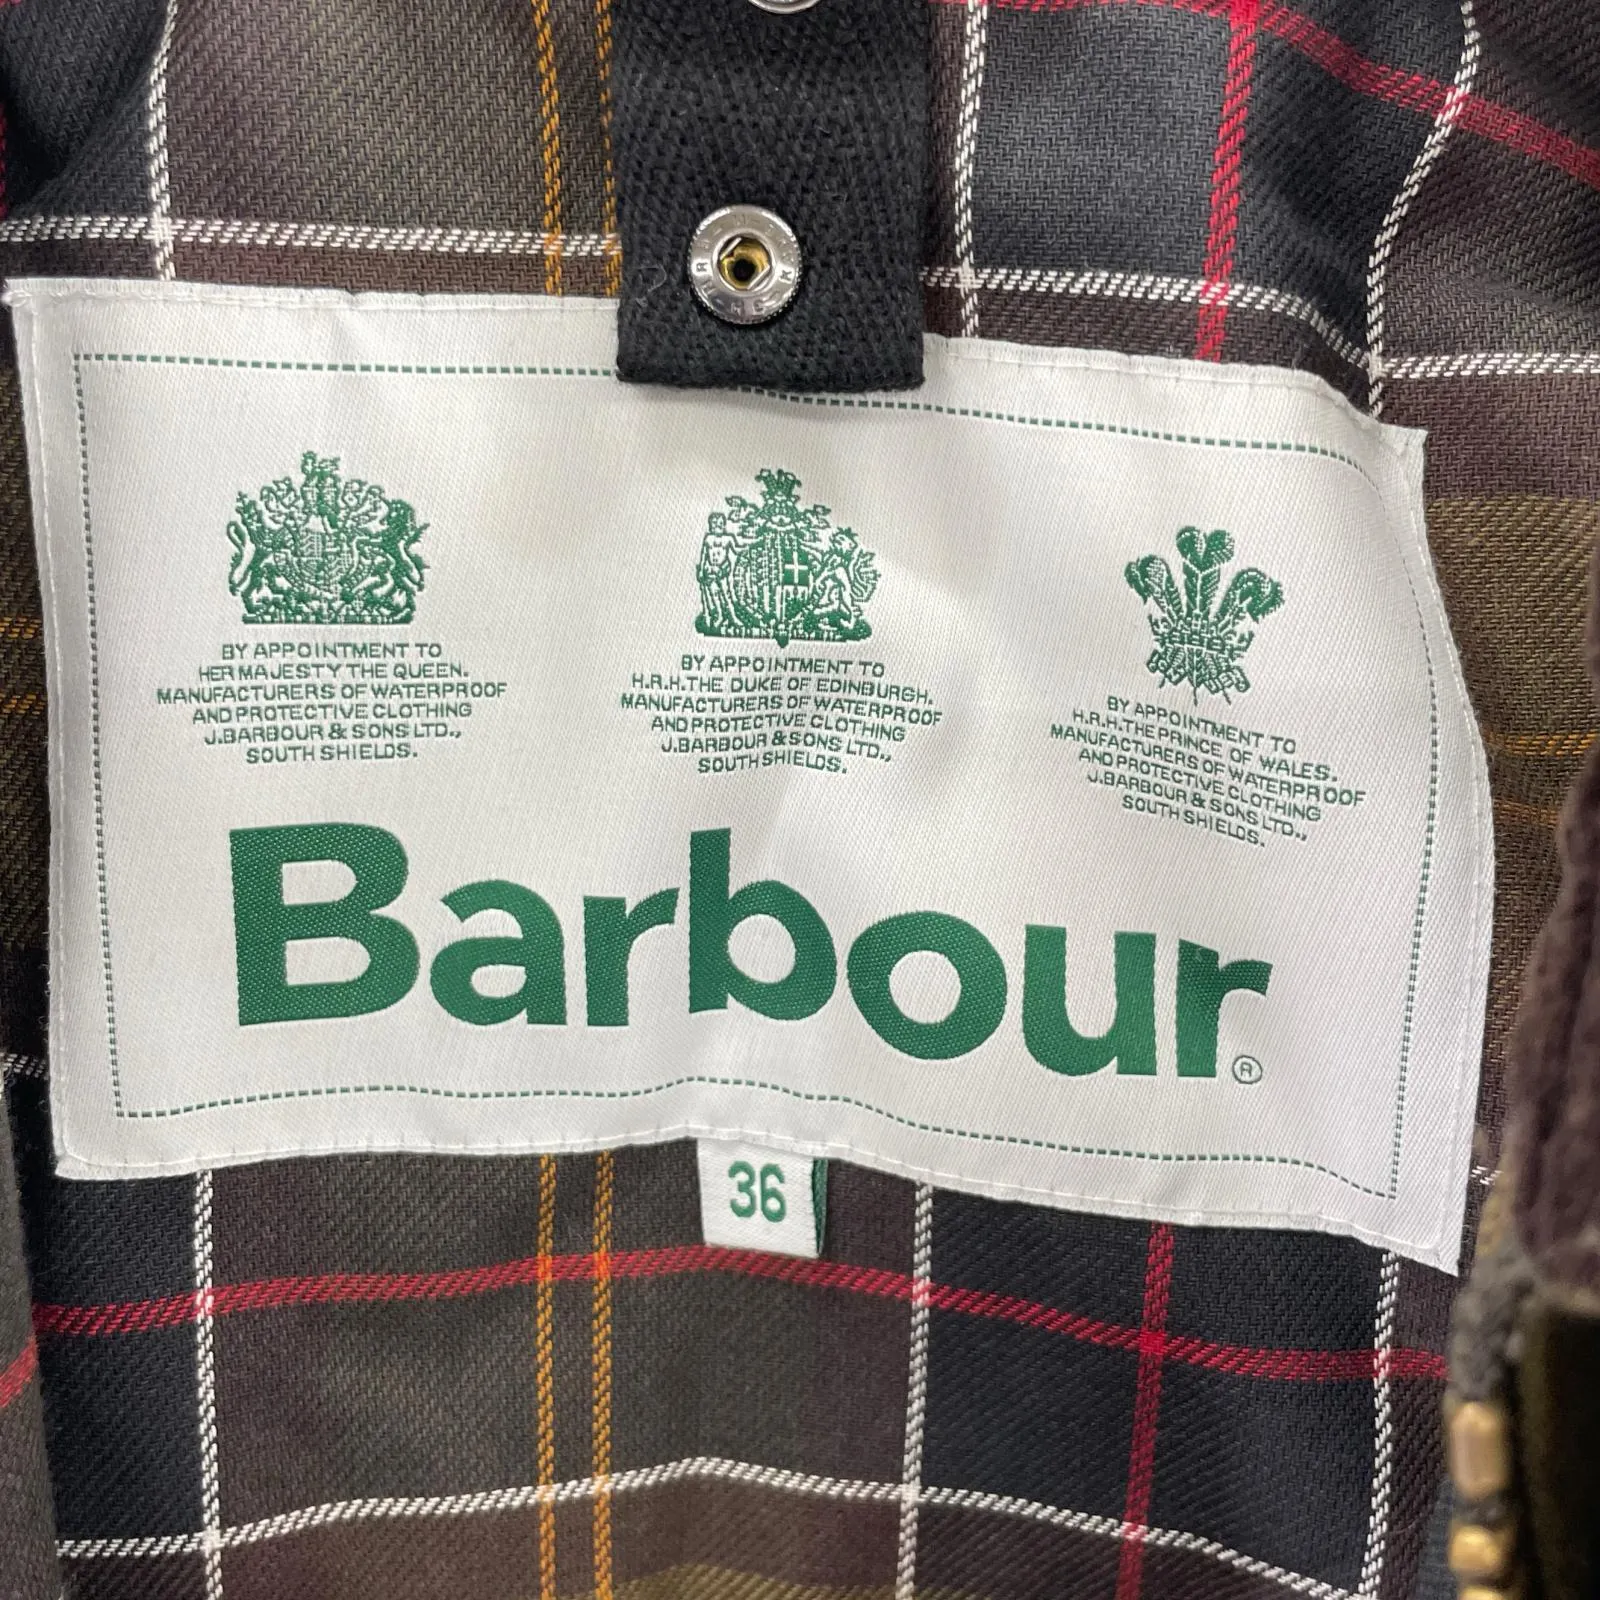 BY APPOINTMENT TO
HER MAJESTY THE QUEEN.
MANUFACTURERS OF WATERPROOF
AND PROTECTIVE CLOTHING
J.BARBOUR & SONS LTD.,
SOUTH SHIELDS.
BY APPOINTMENT TO
H.R.H.THE DUKE OF EDINBURGH.
MANUFACTURERS OF WATERPROOF
AND PROTECTIVE CLOTHING
J.BARBOUR & SONS LTD.,
SOUTH SHIELDS.
BY APPOINTMENT TO
H.R.H.THE PRINCE OF WALES.
MANUFACTURERS OF WATERPROOF
AND PROTECTIVE CLOTHING
J.BARBOUR & SONS LTD.,
SOUTH SHIELDS.
Barbour®
36